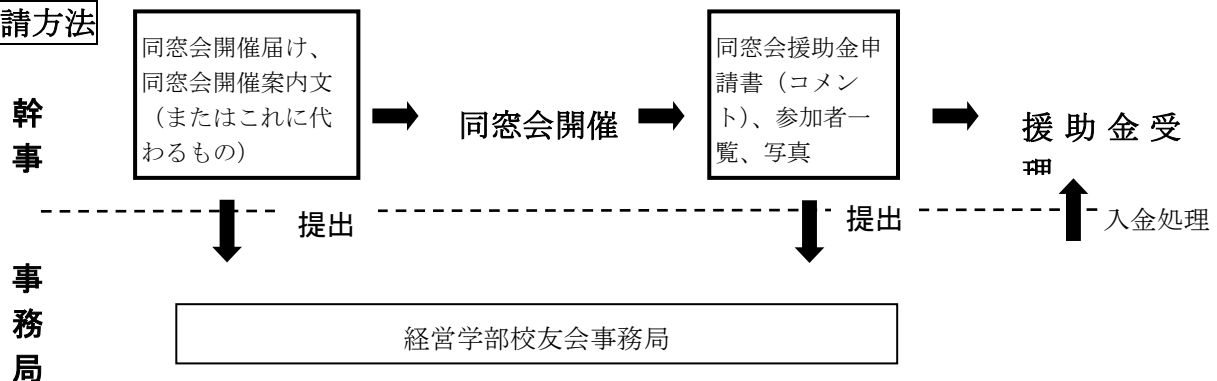 請方法
同窓会開催届け、
同窓会開催案内文
（またはこれに代
わるもの）
幹
事
同窓会開催
同窓会援助金申
請書（コメン
ト）、参加者一
覧、写真
援助金受
理
提出
提出
入金処理
事
務
局
経営学部校友会事務局